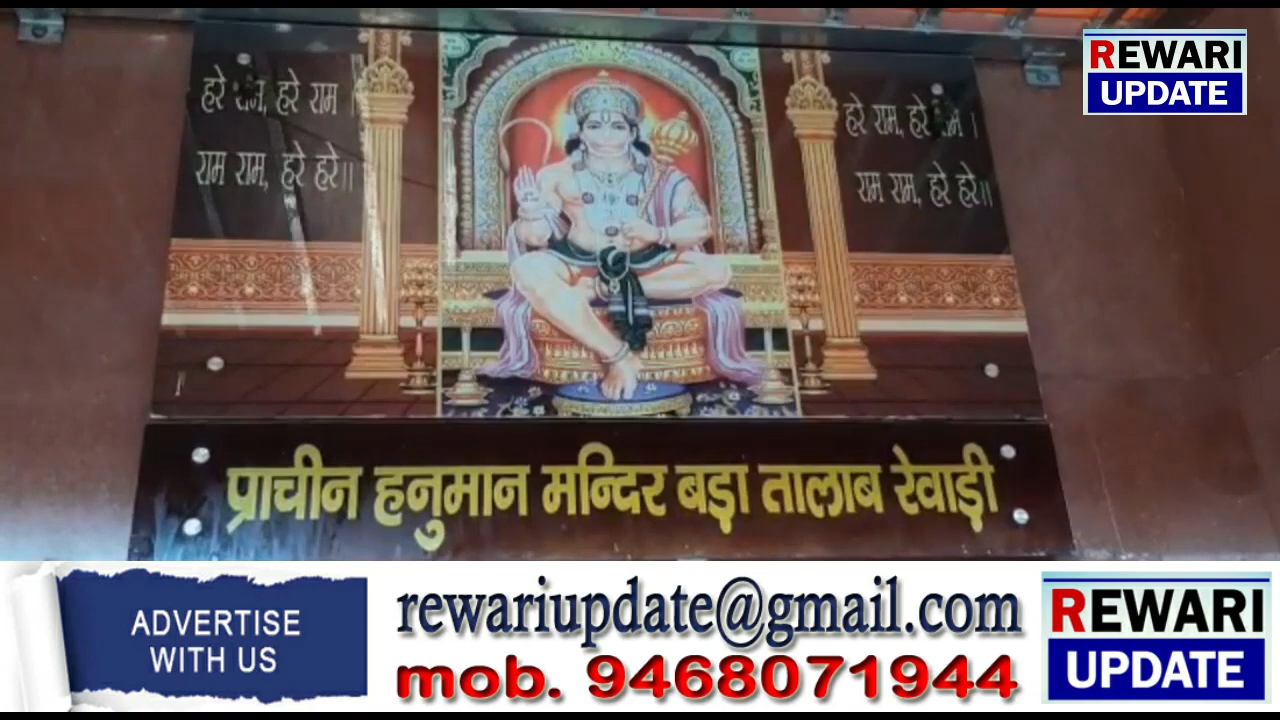 REWARI
UPDATE
हरे राम, हरे राम ।
राम राम, हरे हरे।।
हरे राम, हरे राम ।
राम राम, हरे हरे॥
प्राचीन हनुमान मन्दिर बड़ा तालाब रेवाड़ी
ADVERTISE
WITH US
rewariupdate@gmail.com
mob. 9468071944
REWARI
UPDATE